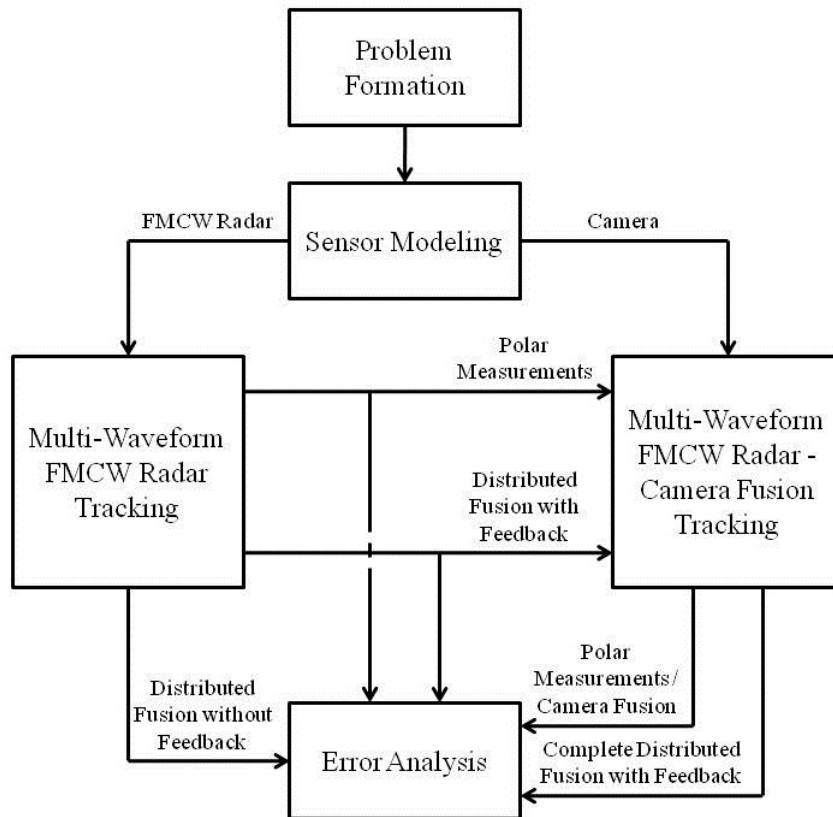 Problem
Formation
FMCW Radar
Sensor Modeling
Camera
Polar
Measurements
Multi-Waveform
FMCW Radar
Tracking
Multi-Waveform
FMCW Radar -
Camera Fusion
Tracking
Distributed
Fusion with
Feedback
Distributed
Fusion without
Feedback
Polar
Measurements/
Camera Fusion
Error Analysis
Complete Distributed
Fusion with Feedback